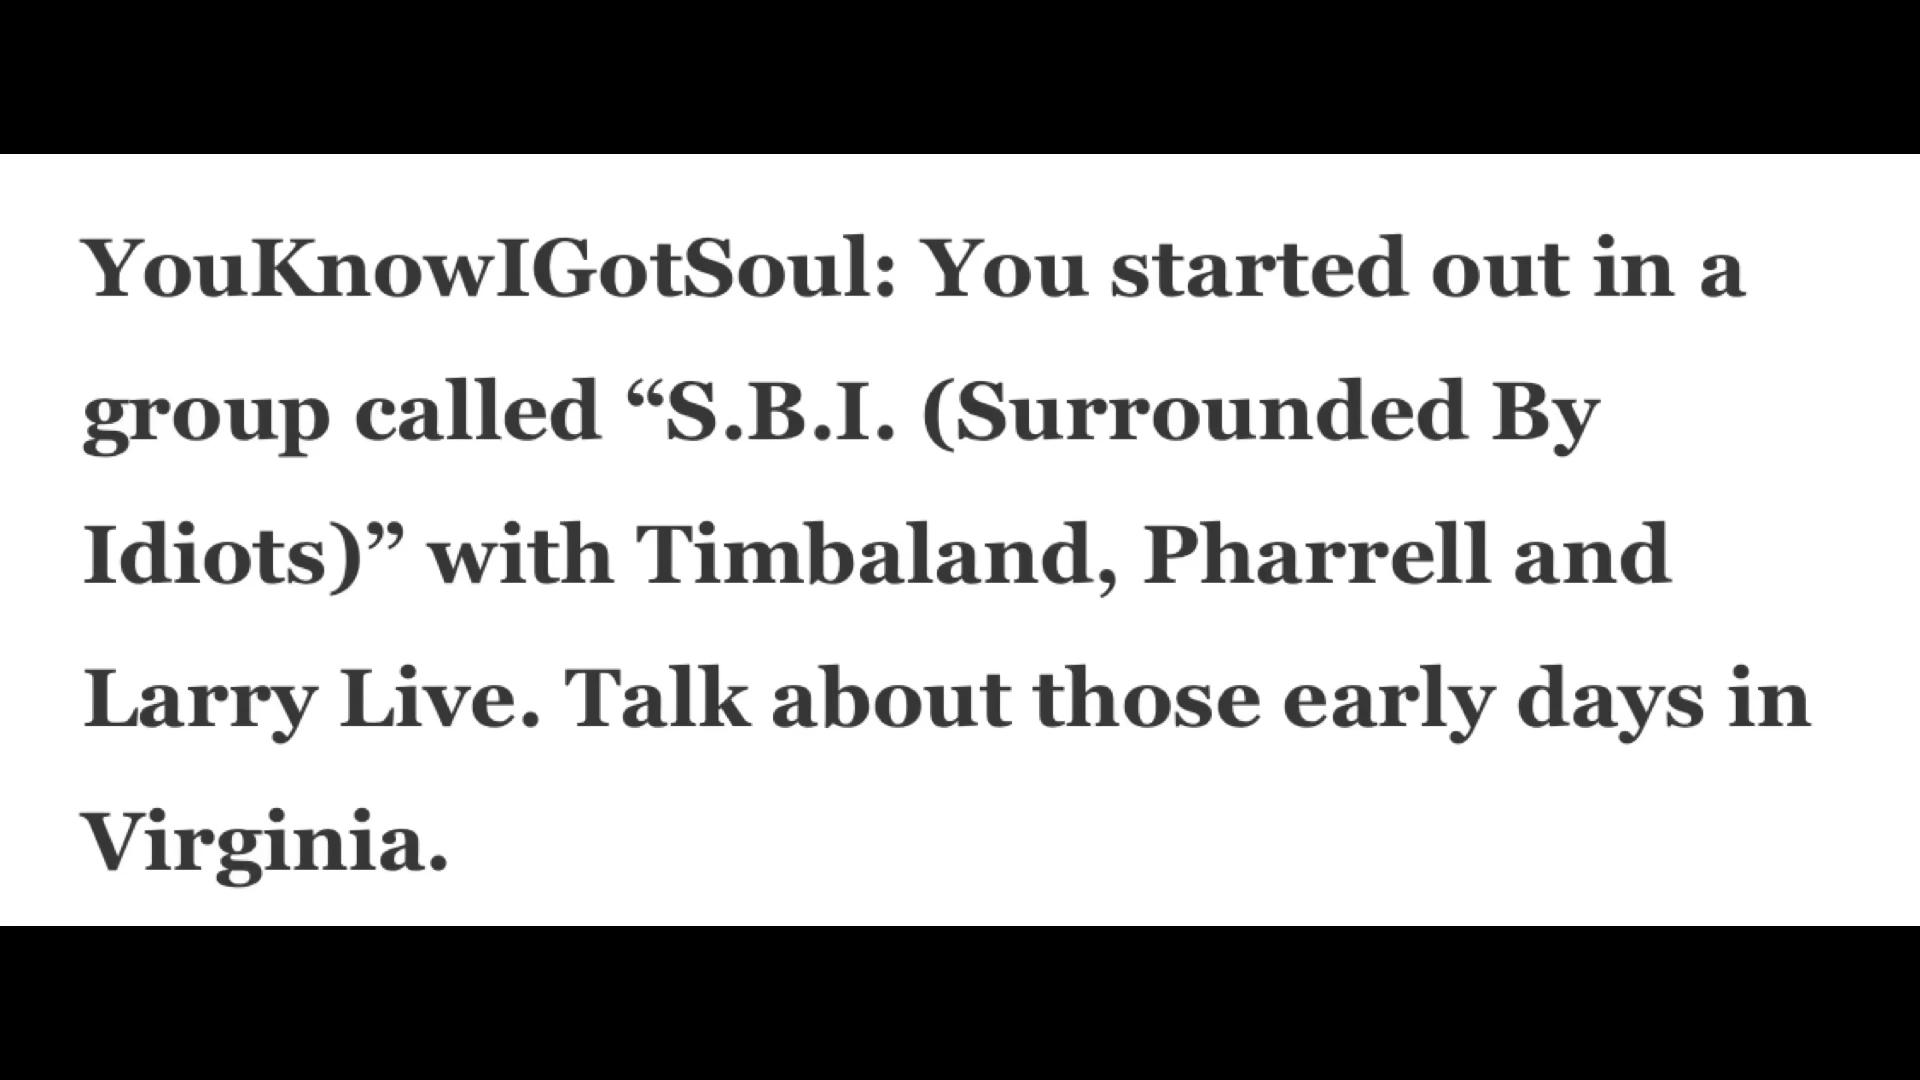 YouKnowIGotSoul: You started out in a
group called “S.B.I. (Surrounded By
Idiots)” with Timbaland, Pharrell and
Larry Live. Talk about those early days in
Virginia.